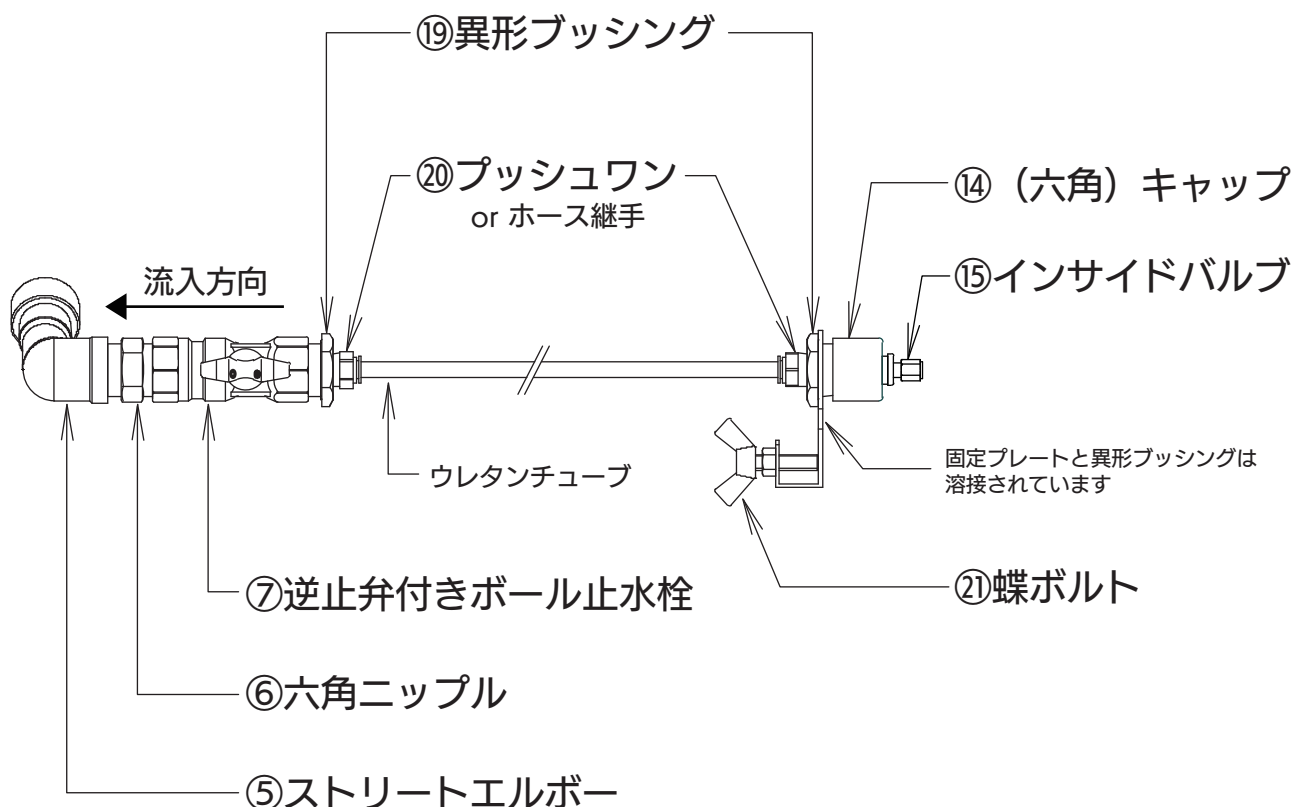 ⑲異形ブッシング
⑳プッシュワン
or ホース継手
⑭（六角）キャップ
⑮インサイドバルブ
流入方向
ウレタンチューブ
固定プレートと異形ブッシングは
溶接されています
⑦逆止弁付きボール止水栓
㉑蝶ボルト
⑥六角ニップル
⑤ストリートエルボー